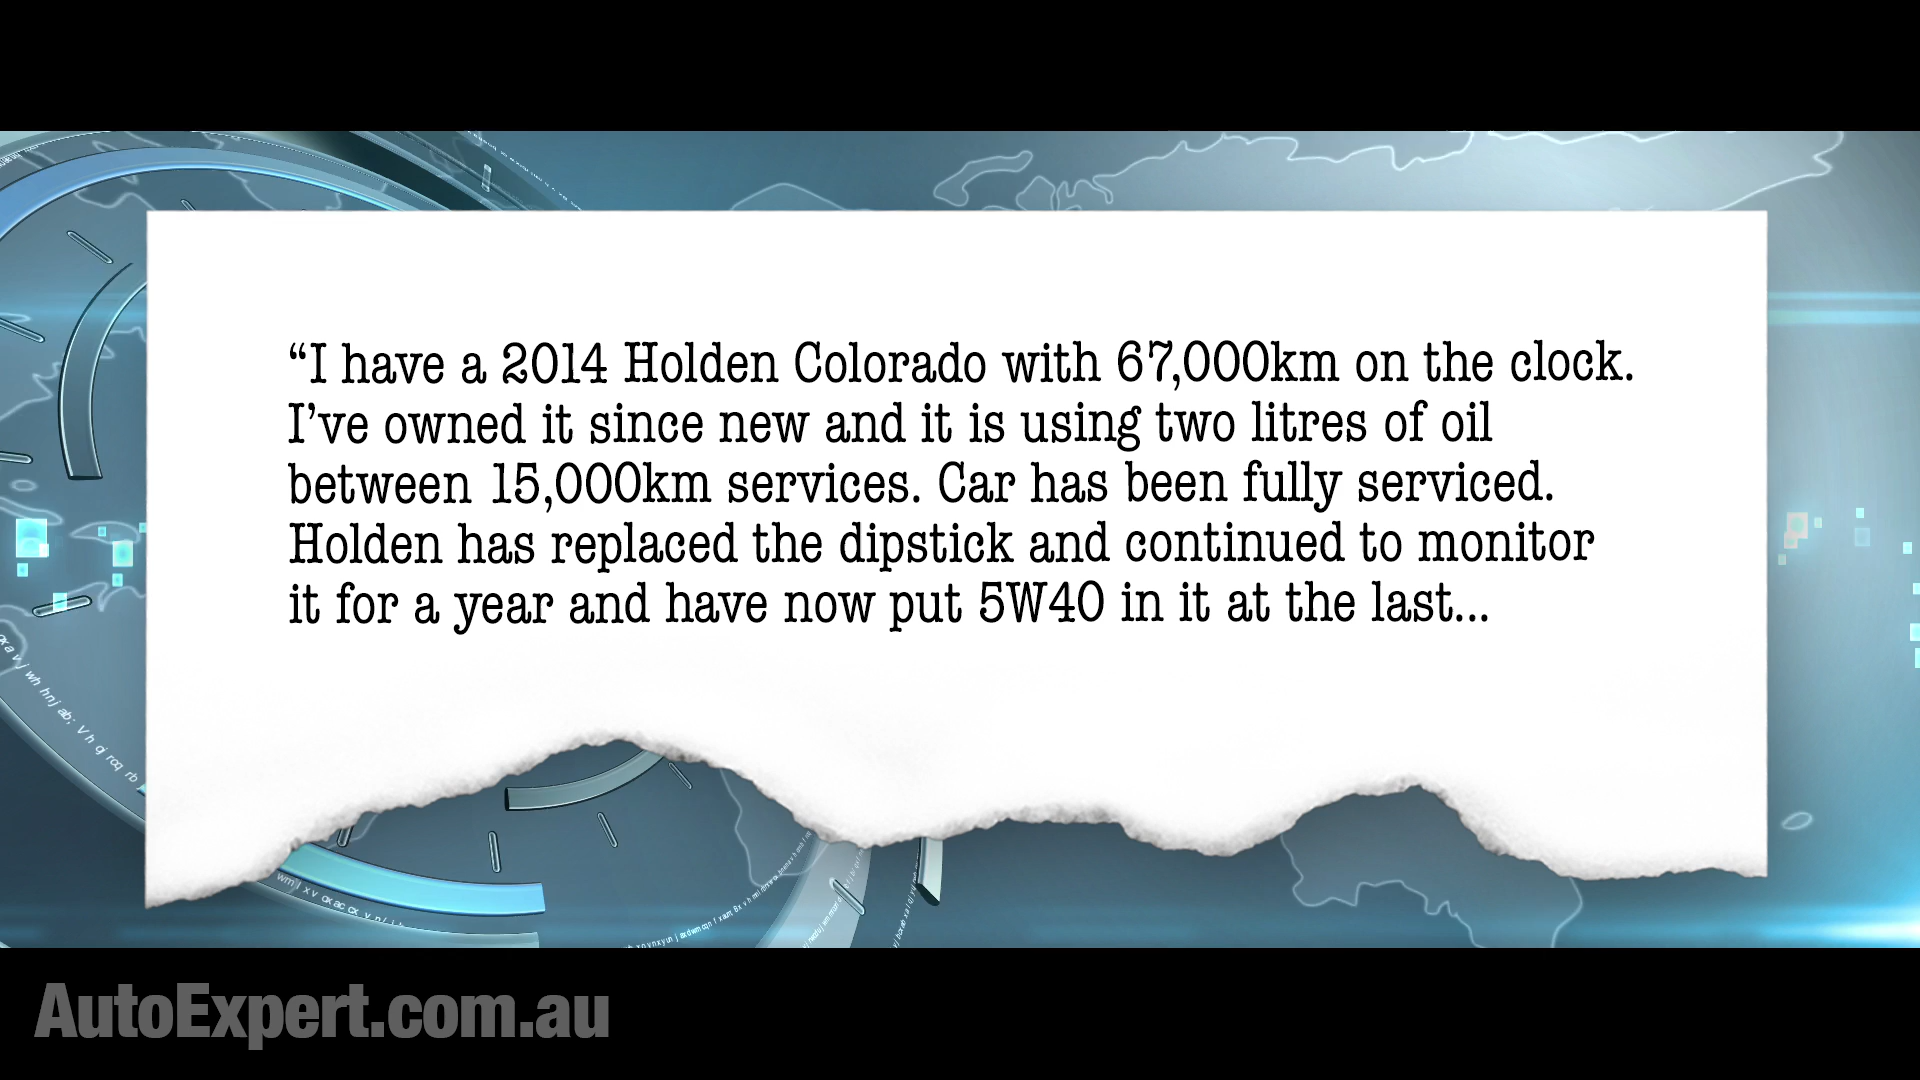 “I have a 2014 Holden Colorado with 67,000km on the clock.
I’ve owned it since new and it is using two litres of oil
between 15,000km services. Car has been fully serviced.
Holden has replaced the dipstick and continued to monitor
it for a year and have now put 5W40 in it at the last...
AutoExpert.com.au